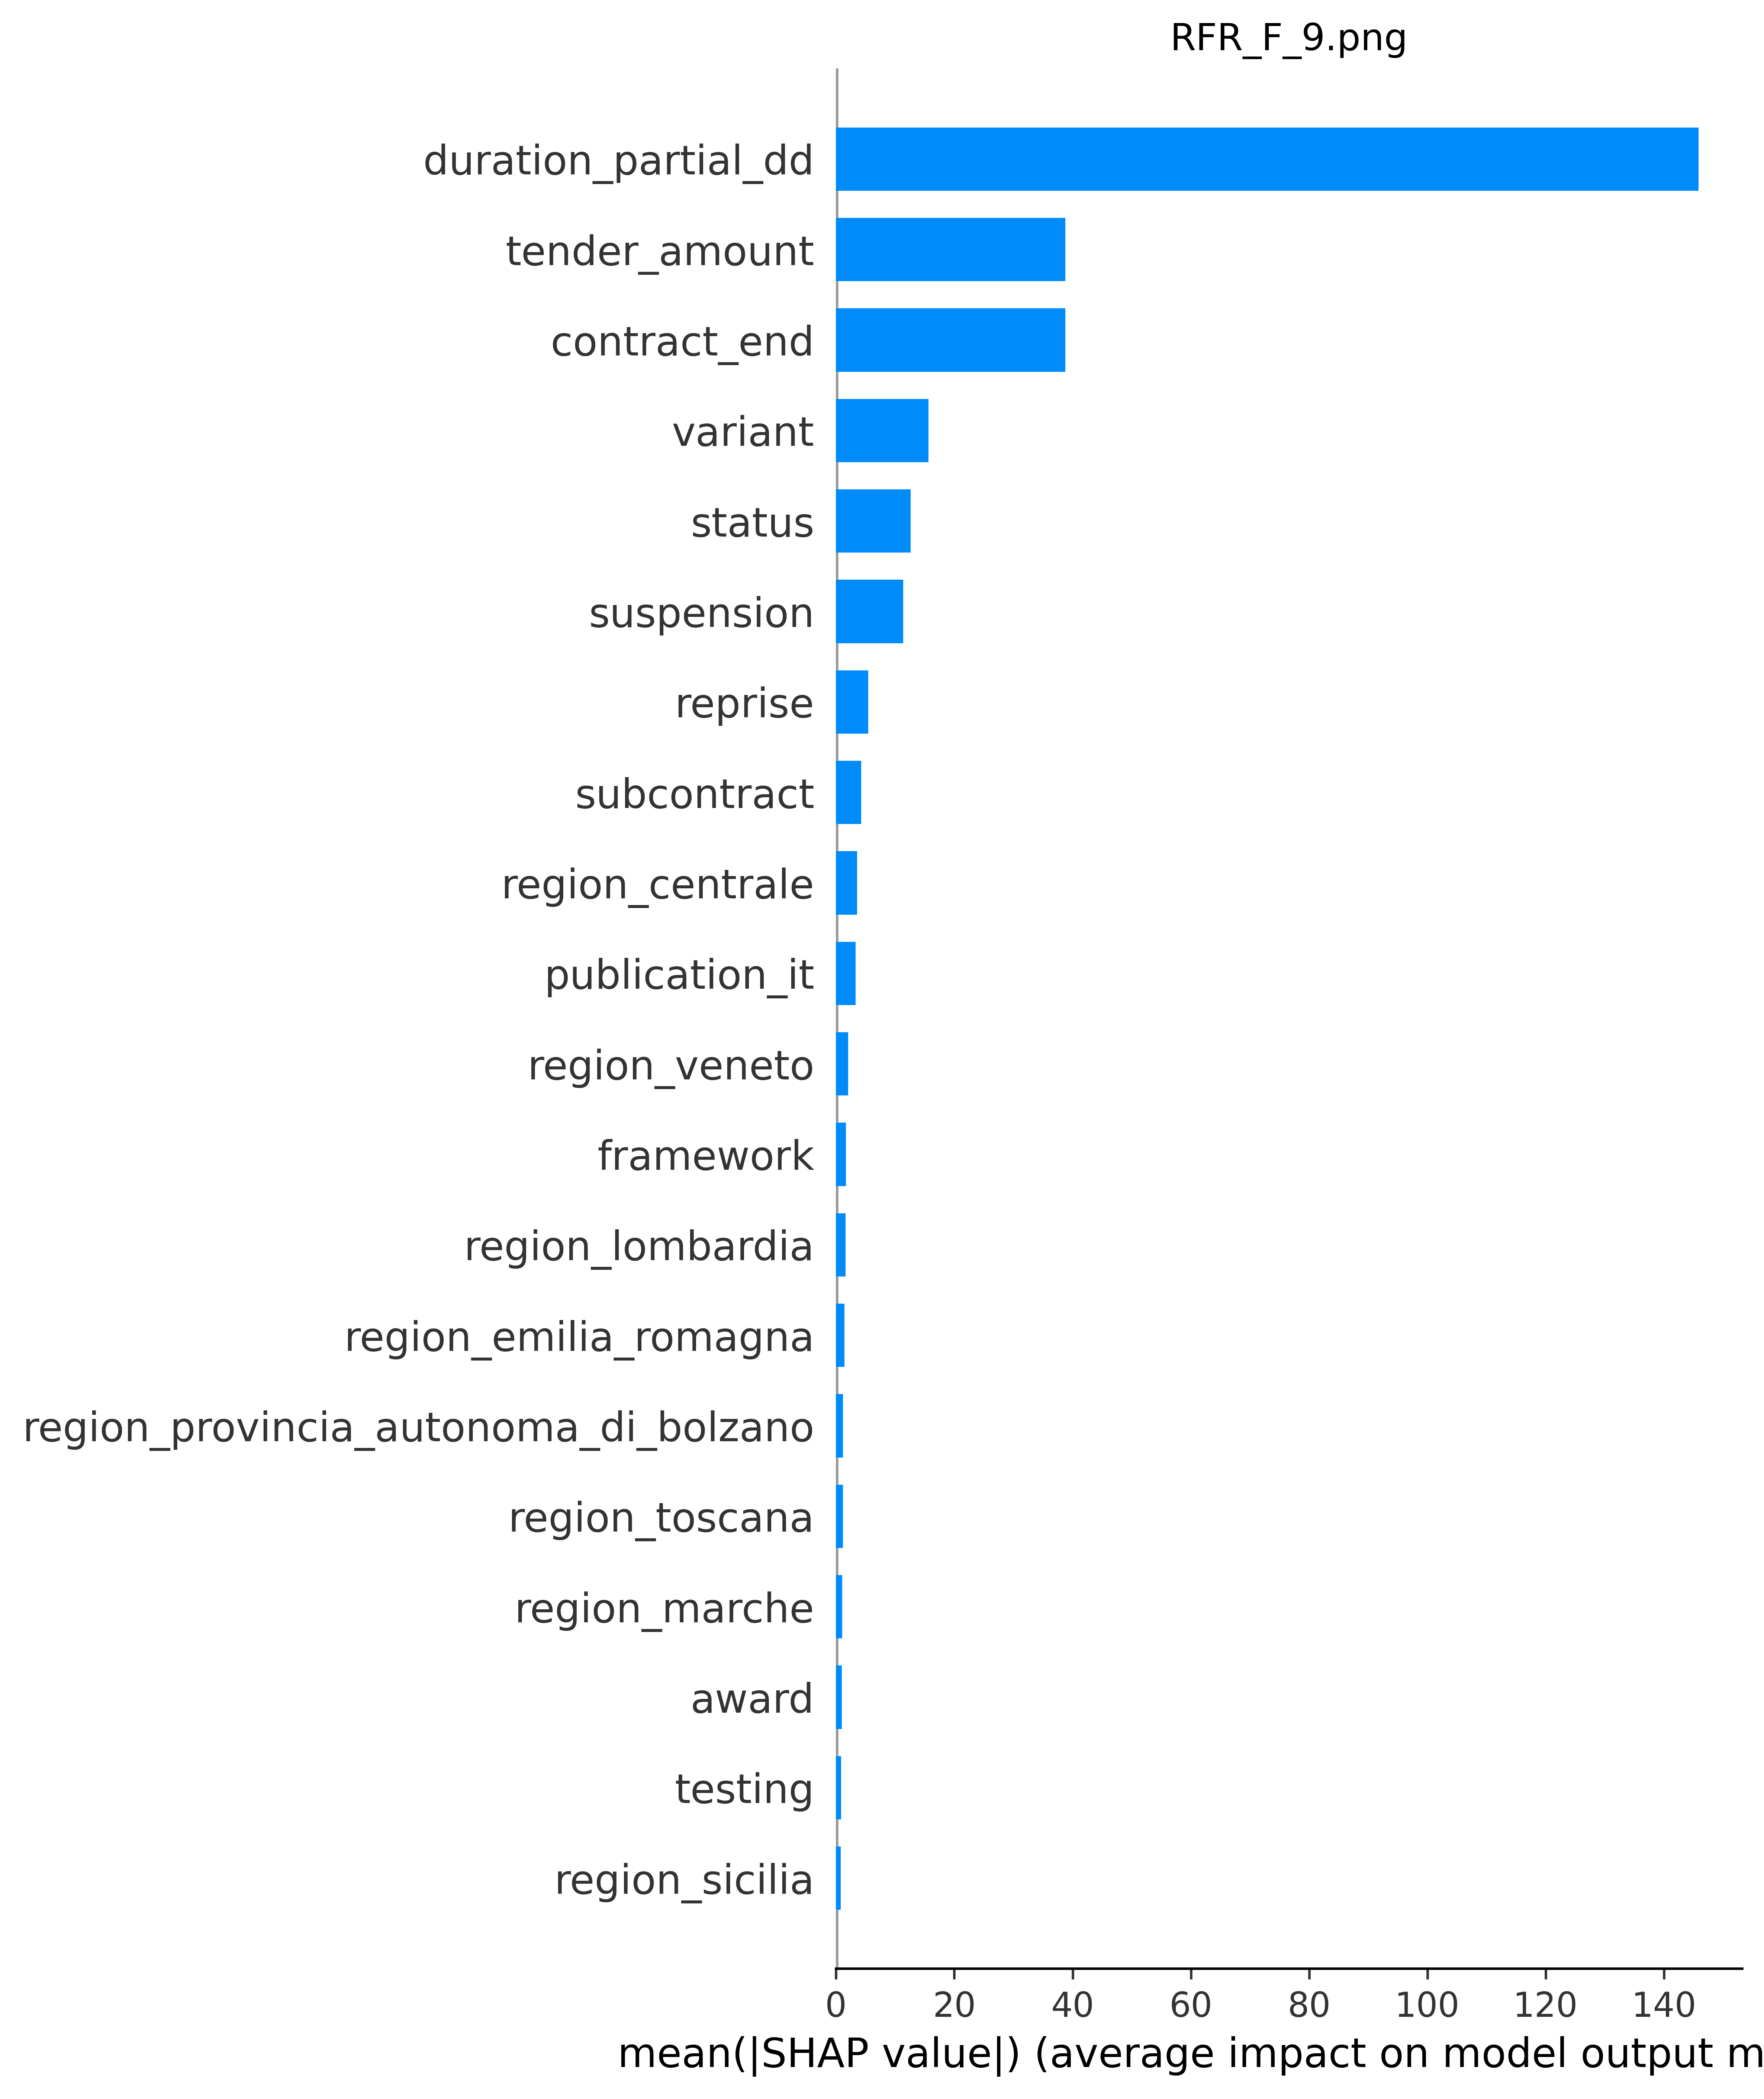 RFR_F_9.png
duration_partial_dd
tender_amount
contract_end
variant
status
suspension
reprise
subcontract
region_centrale
publication_it
region_veneto
framework
region_lombardia
region_emilia_romagna
region_provincia_autonoma_di_bolzano
region_toscana
region_marche
award
testing
region_sicilia
0 20 40 60 80 100 120 140
mean(|SHAP value|) (average impact on model output m